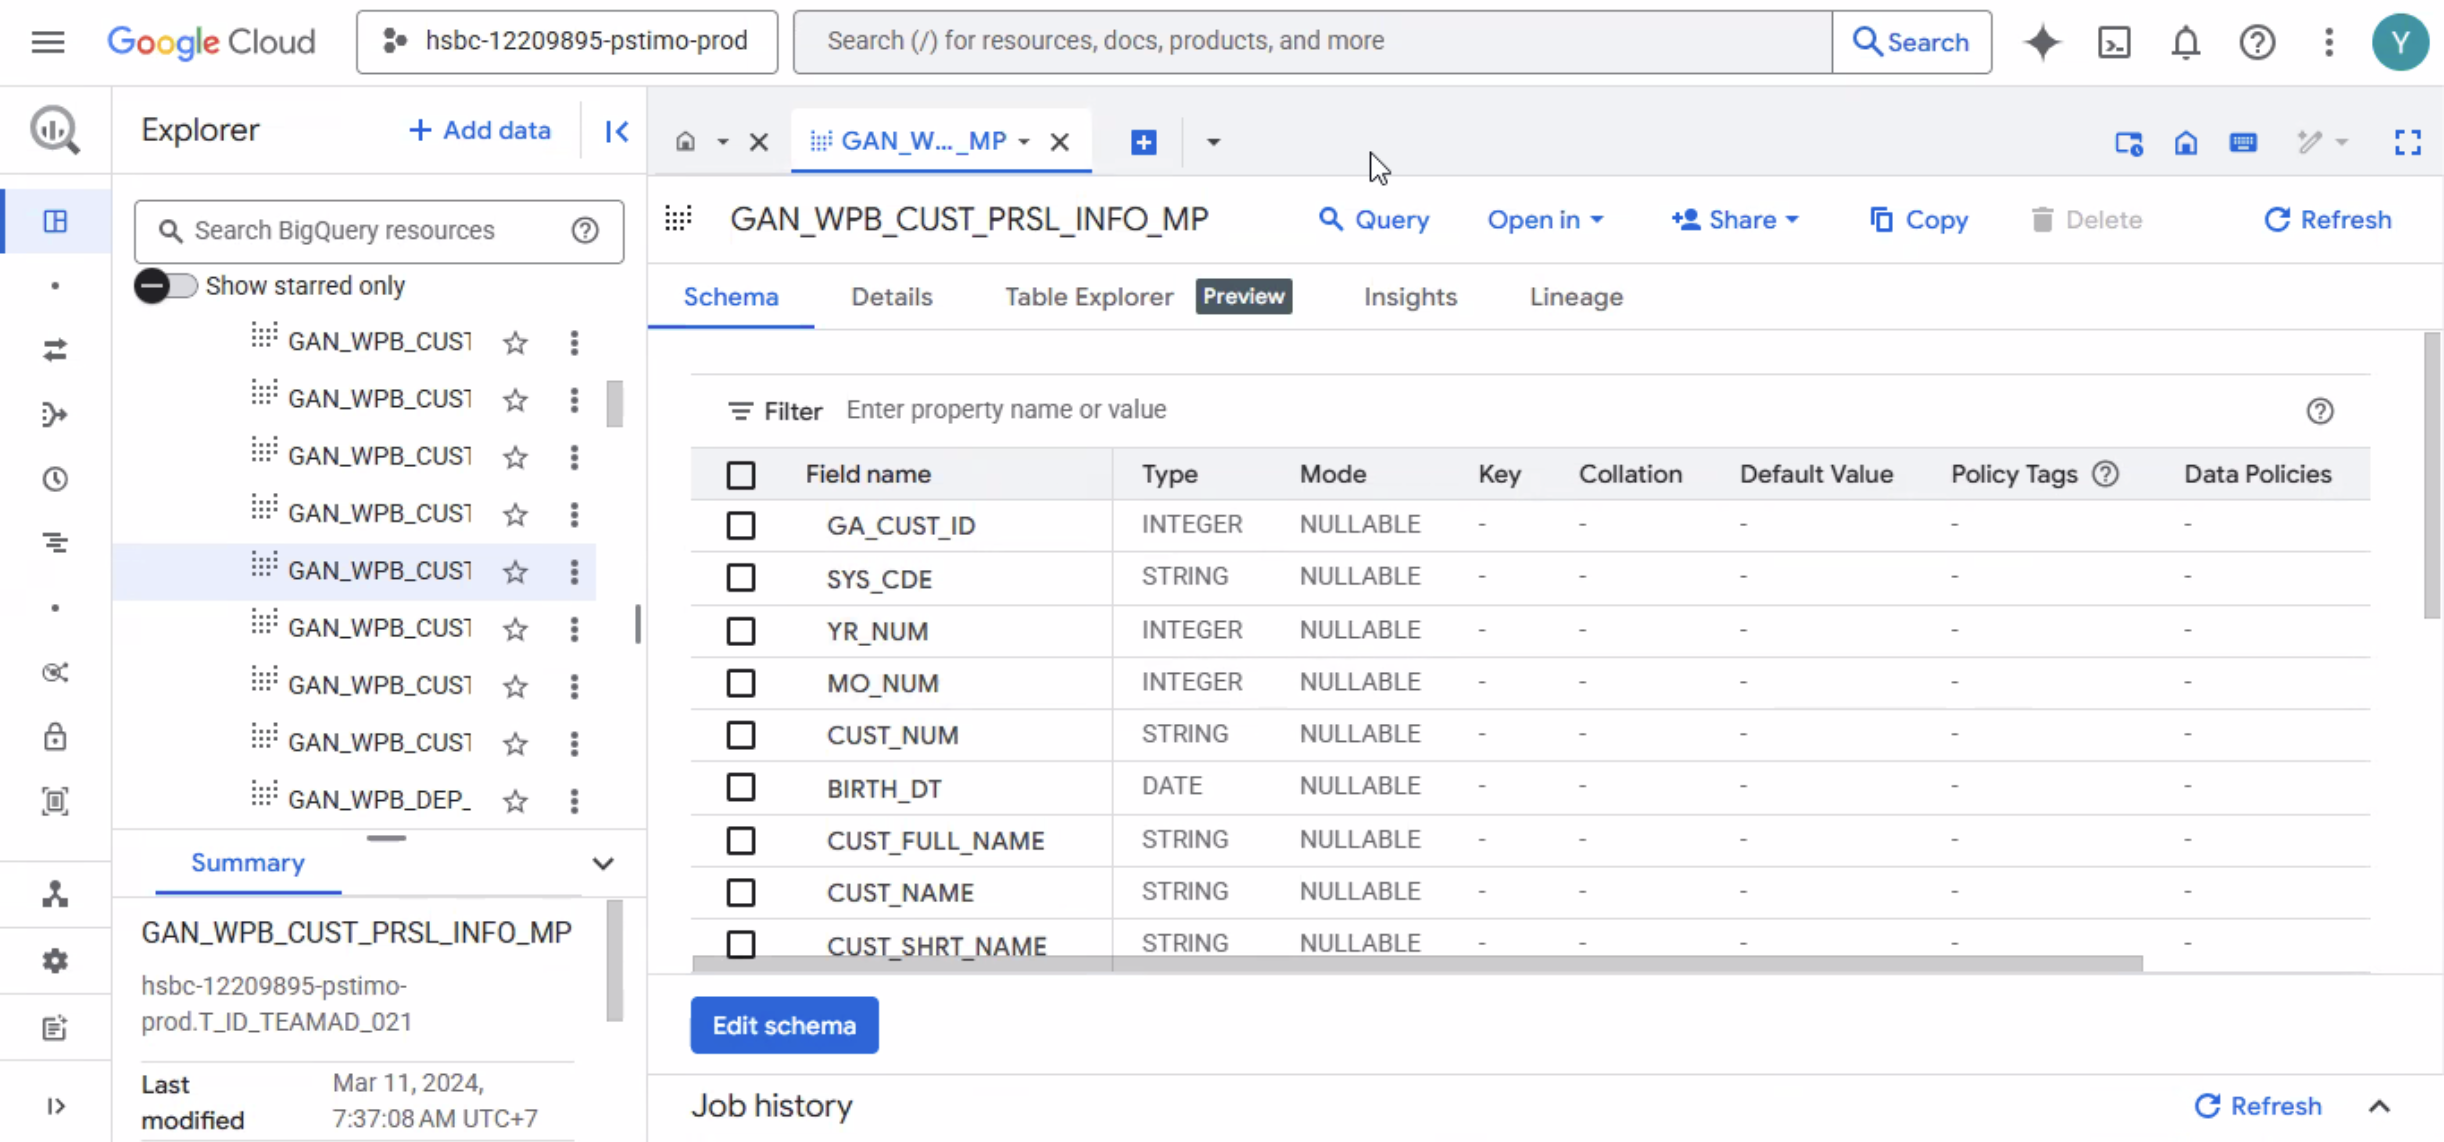 Google Cloud
hsbc-12209895-pstimo-prod
Search (/) for resources, docs, products, and more
Search
Y
Explorer
+ Add data
GAN_W..._MP
Search BigQuery resources
Show starred only
GAN_WPB_CUST
GAN_WPB_CUST
GAN_WPB_CUST
GAN_WPB_CUST
GAN_WPB_CUST
GAN_WPB_CUST
GAN_WPB_CUST
GAN_WPB_CUST
GAN_WPB_DEP_
Summary
GAN_WPB_CUST_PRSL_INFO_MP
hsbc-12209895-pstimo-
prod.T_ID_TEAMAD_021
Last modified
Mar 11, 2024,
7:37:08 AM UTC+7
GAN_WPB_CUST_PRSL_INFO_MP
Query
Open in
Share
Copy
Delete
Refresh
Schema
Details
Table Explorer
Preview
Insights
Lineage
Filter Enter property name or value
Field name Type Mode Key Collation Default Value Policy Tags Data Policies
GA_CUST_ID INTEGER NULLABLE - - - - -
SYS_CDE STRING NULLABLE - - - - -
YR_NUM INTEGER NULLABLE - - - - -
MO_NUM INTEGER NULLABLE - - - - -
CUST_NUM STRING NULLABLE - - - - -
BIRTH_DT DATE NULLABLE - - - - -
CUST_FULL_NAME STRING NULLABLE - - - - -
CUST_NAME STRING NULLABLE - - - - -
CUST_SHRT_NAME STRING NULLABLE - - - - -
Edit schema
Job history
Refresh